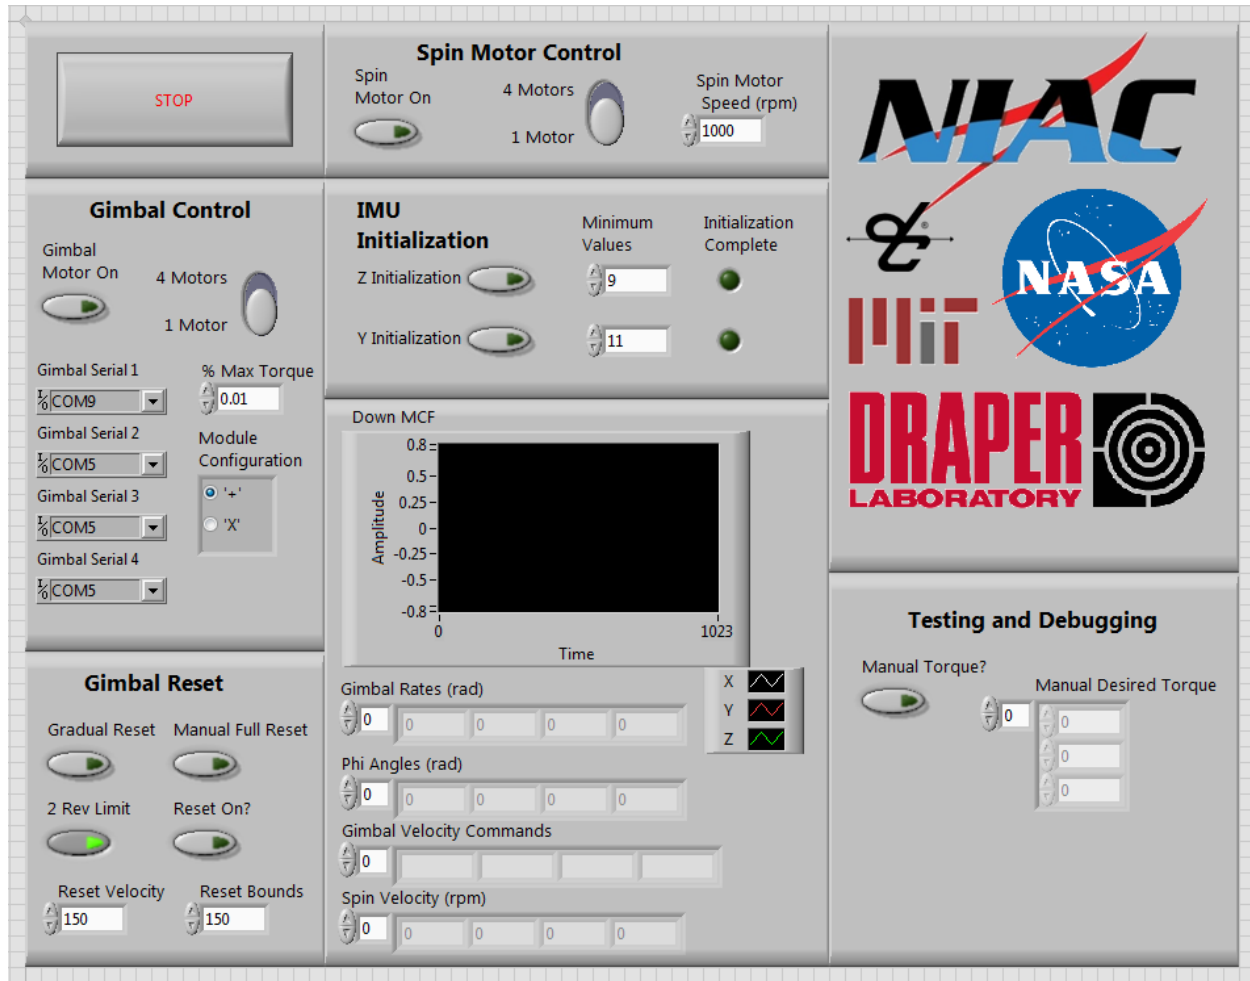 STOP
Spin Motor Control
Spin
Motor On
4 Motors
1 Motor
Spin Motor
Speed (rpm)
1000
Gimbal Control
Gimbal
Motor On
4 Motors
1 Motor
Gimbal Serial 1
COM9
Gimbal Serial 2
COM5
Gimbal Serial 3
COM5
Gimbal Serial 4
COM5
% Max Torque
0.01
Module
Configuration
'+'
'X'
IMU
Initialization
Minimum
Values
Initialization
Complete
Z Initialization
9
Y Initialization
11
Down MCF
Amplitude
0.8
0.5
0.25
0
-0.25
-0.5
-0.8
0
1023
Time
X
Y
Z
Gimbal Rates (rad)
0
0 0 0 0
Phi Angles (rad)
0
0 0 0 0
Gimbal Velocity Commands
0
Spin Velocity (rpm)
0
0 0 0 0
Gimbal Reset
Gradual Reset
Manual Full Reset
2 Rev Limit
Reset On?
Reset Velocity
150
Reset Bounds
150
NIAC
NASA
MIT
DRAPER
LABORATORY
Testing and Debugging
Manual Torque?
Manual Desired Torque
0
0
0
0